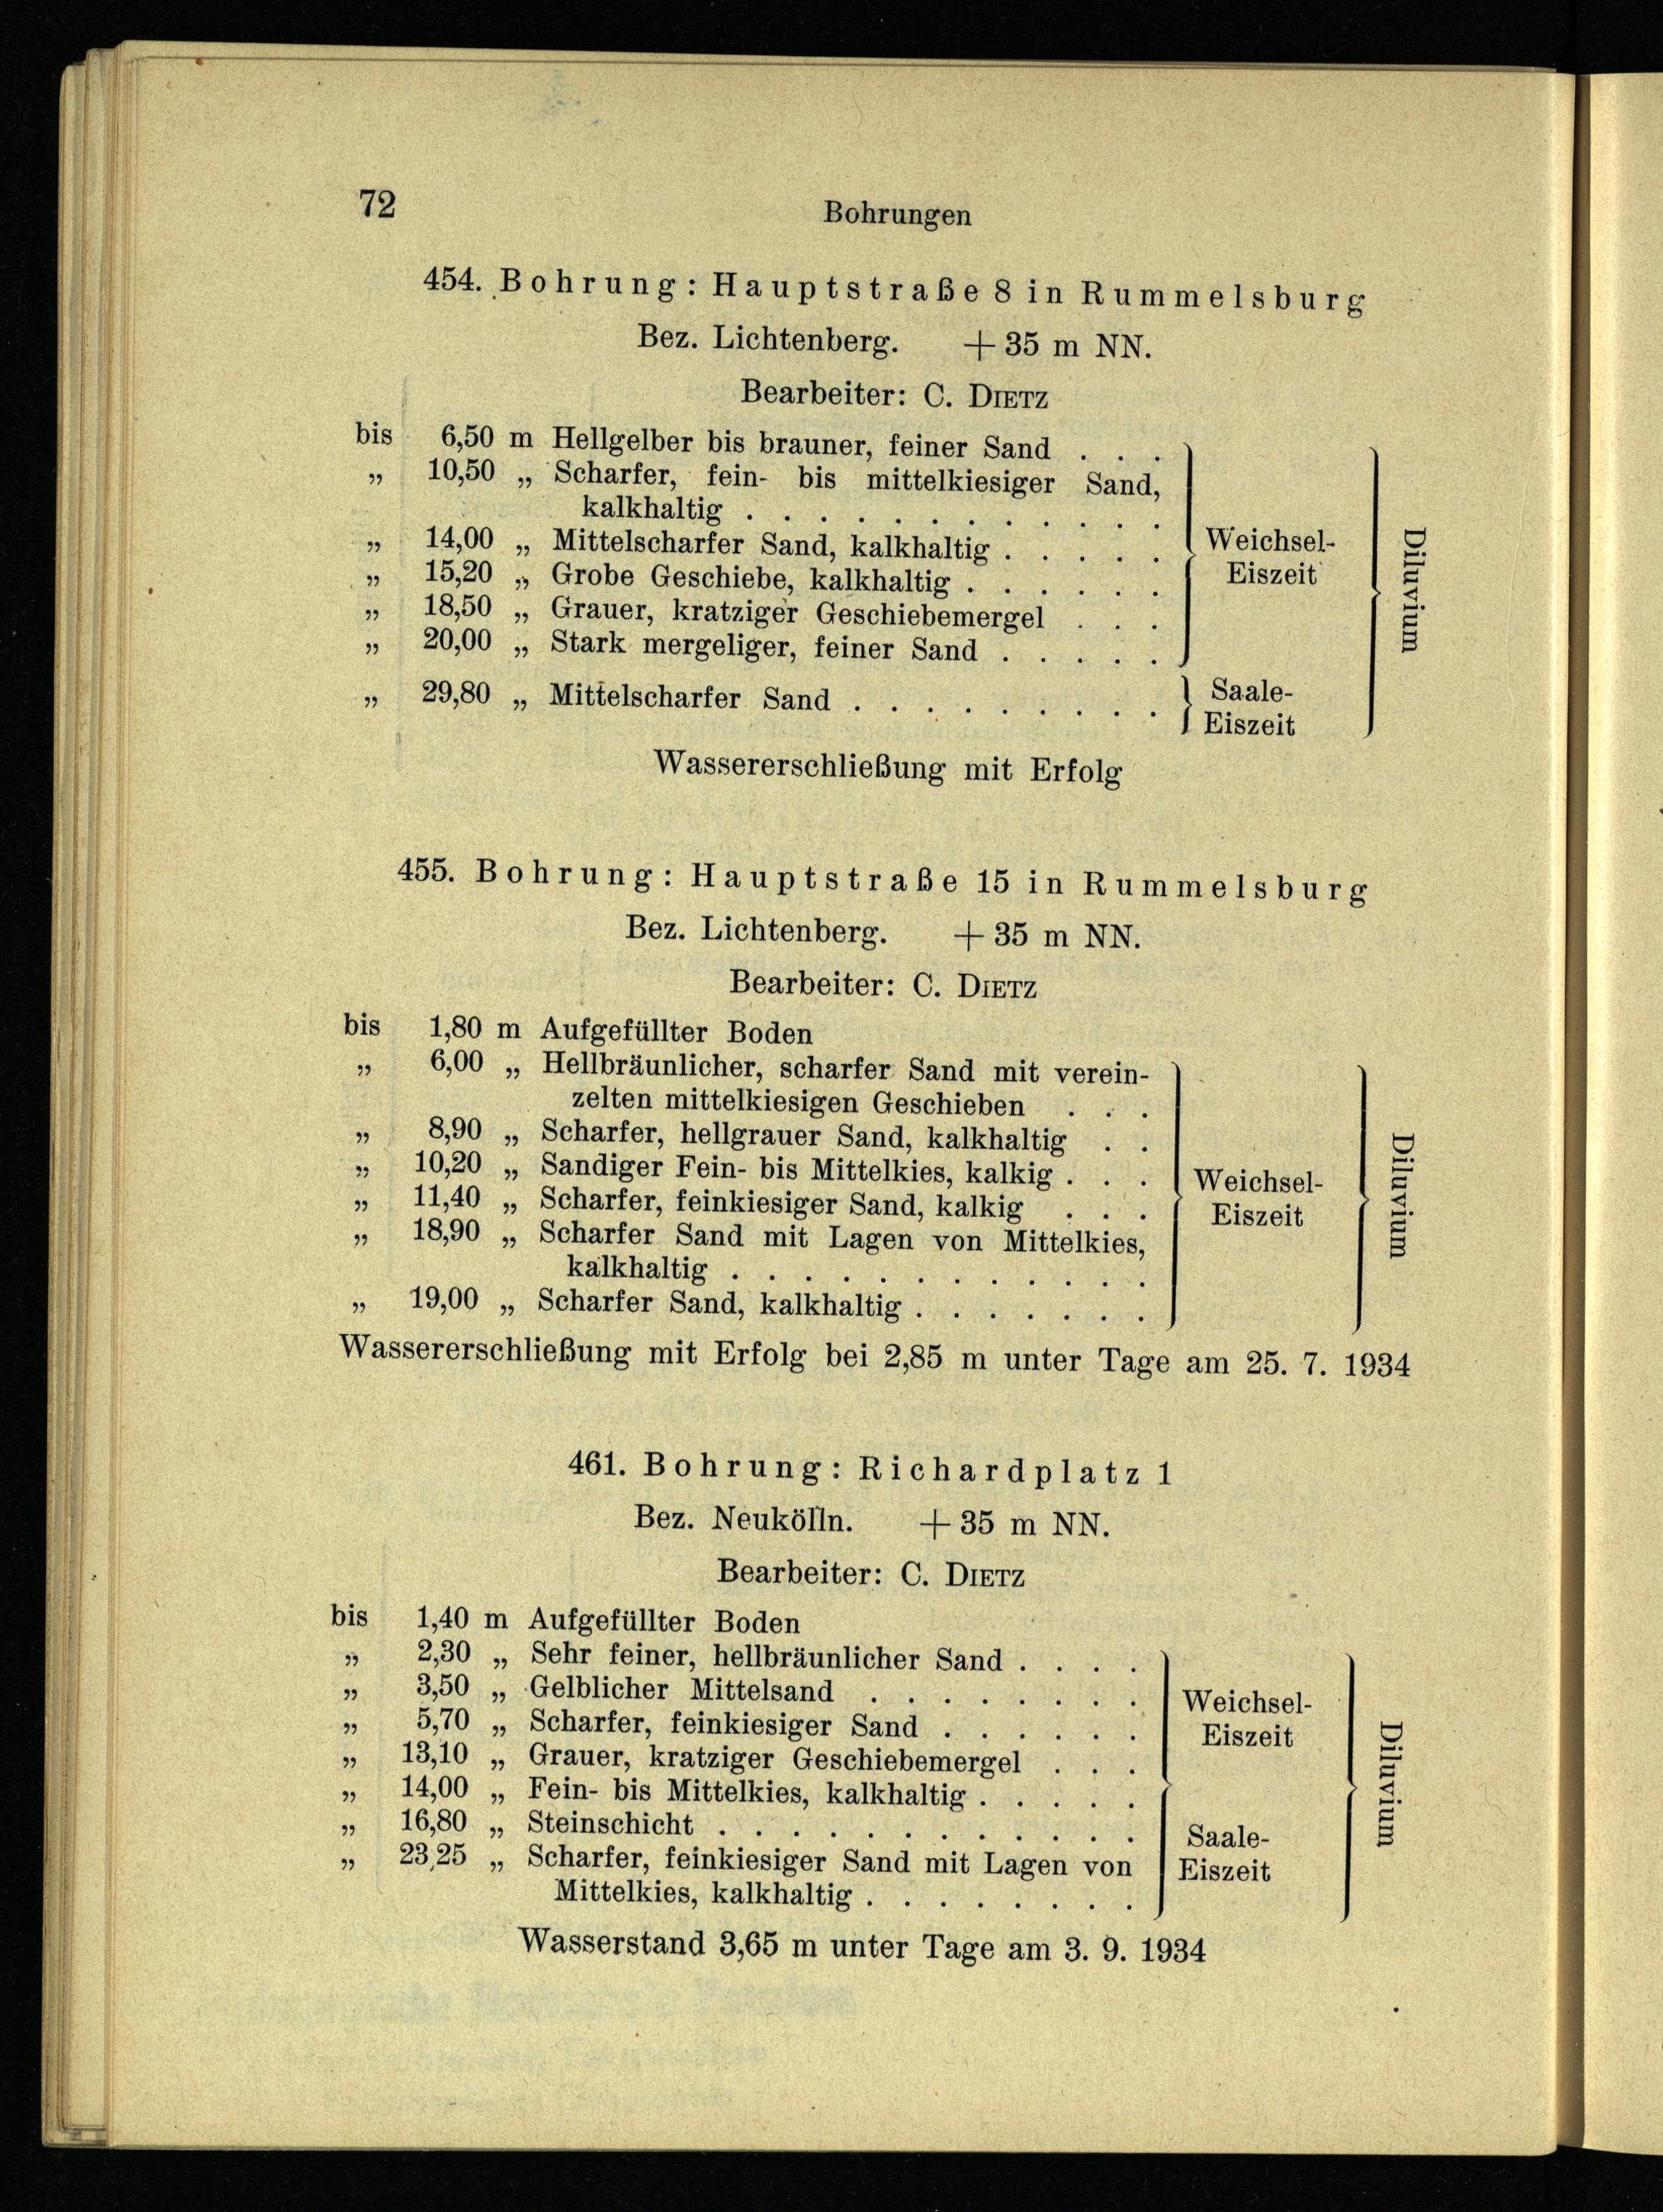 72
Bohrungen
454. Bohrung: Hauptstraße 8 in Rummelsburg
Bez. Lichtenberg. + 35 m NN.
Bearbeiter: C. DIETZ
bis 6,50 m Hellgelber bis brauner, feiner Sand . . .
„ 10,50 „ Scharfer, fein- bis mittelkiesiger Sand,
kalkhaltig . . . . . . . . . . . .
„ 14,00 „ Mittelscharfer Sand, kalkhaltig . . . . .
„ 15,20 „ Grobe Geschiebe, kalkhaltig . . . . . .
„ 18,50 „ Grauer, kratziger Geschiebemergel . . .
„ 20,00 „ Stark mergeliger, feiner Sand . . . . .
Weichsel-
Eiszeit
„ 29,80 „ Mittelscharfer Sand . . . . . . . . .
Saale-
Eiszeit
Diluvium
Wassererschließung mit Erfolg
455. Bohrung: Hauptstraße 15 in Rummelsburg
Bez. Lichtenberg. + 35 m NN.
Bearbeiter: C. DIETZ
bis 1,80 m Aufgefüllter Boden
„ 6,00 „ Hellbräunlicher, scharfer Sand mit verein-
zelten mittelkiesigen Geschieben . . .
„ 8,90 „ Scharfer, hellgrauer Sand, kalkhaltig . .
„ 10,20 „ Sandiger Fein- bis Mittelkies, kalkig . . .
„ 11,40 „ Scharfer, feinkiesiger Sand, kalkig . . .
„ 18,90 „ Scharfer Sand mit Lagen von Mittelkies,
kalkhaltig . . . . . . . . . . . .
„ 19,00 „ Scharfer Sand, kalkhaltig . . . . . . .
Weichsel-
Eiszeit
Diluvium
Wassererschließung mit Erfolg bei 2,85 m unter Tage am 25. 7. 1934
461. Bohrung: Richardplatz 1
Bez. Neukölln. + 35 m NN.
Bearbeiter: C. DIETZ
bis 1,40 m Aufgefüllter Boden
„ 2,30 „ Sehr feiner, hellbräunlicher Sand . . . .
„ 3,50 „ Gelblicher Mittelsand . . . . . . . .
„ 5,70 „ Scharfer, feinkiesiger Sand . . . . . .
„ 13,10 „ Grauer, kratziger Geschiebemergel . . .
Weichsel-
Eiszeit
„ 14,00 „ Fein- bis Mittelkies, kalkhaltig . . . . .
„ 16,80 „ Steinschicht . . . . . . . . . . . .
„ 23,25 „ Scharfer, feinkiesiger Sand mit Lagen von
Mittelkies, kalkhaltig . . . . . . . .
Saale-
Eiszeit
Diluvium
Wasserstand 3,65 m unter Tage am 3. 9. 1934